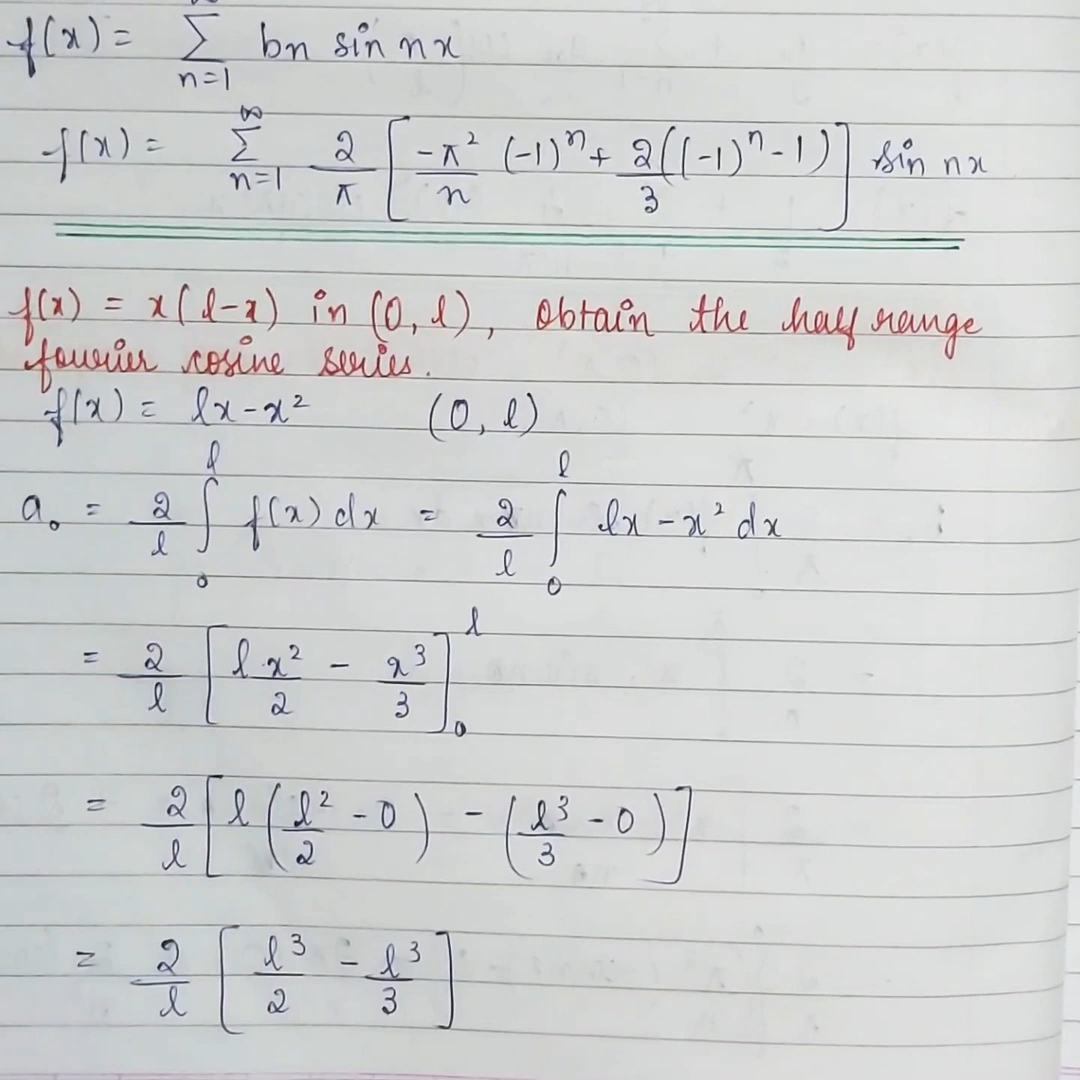 f(x) = ∑_{n=1} bn sin nx
f(x) = ∑_{n=1}^{∞} 2/π [ -π²/n (-1)ⁿ + 2((-1)ⁿ - 1)/3 ] sin nx
f(x) = x(l-x) in (0, l), obtain the half range
fourier cosine series.
f(x) = lx - x² (0, l)
a₀ = 2/l ∫₀^l f(x) dx = 2/l ∫₀^l lx - x² dx
= 2/l [ l·x²/2 - x³/3 ]₀^l
= 2/l [ l ( l²/2 - 0 ) - ( l³/3 - 0 ) ]
= 2/l [ l³/2 - l³/3 ]